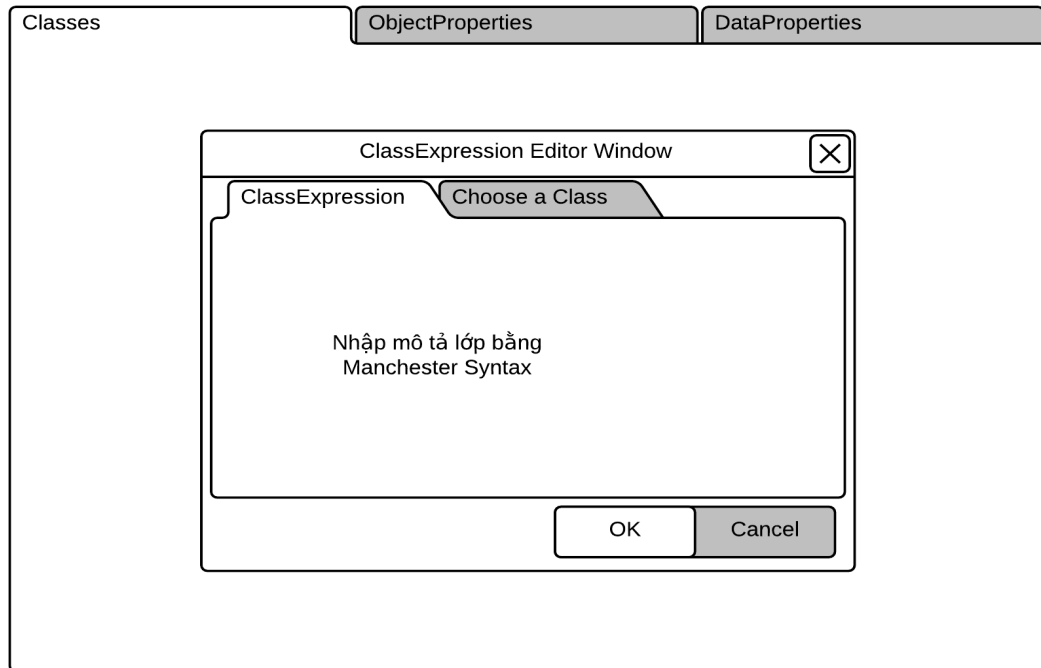 Classes
ObjectProperties
DataProperties
ClassExpression Editor Window
ClassExpression
Choose a Class
Nhập mô tả lớp bằng
Manchester Syntax
OK
Cancel